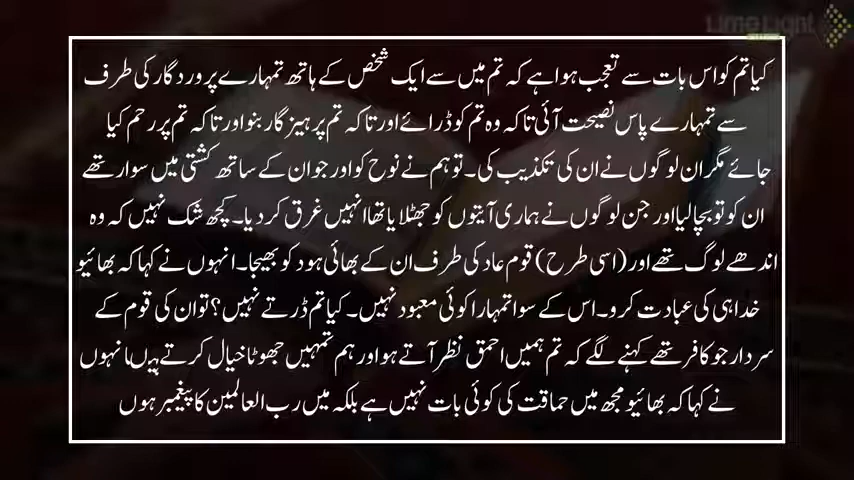 Lime Light
کیا تم کو اس بات سے تعجب ہوا ہے کہ تم میں سے ایک شخص کے ہاتھ تمہارے پروردگار کی طرف
سے تمہارے پاس نصیحت آئی تاکہ وہ تم کو ڈرائے اور تاکہ تم پرہیزگار بنو اور تاکہ تم پر رحم کیا
جائے مگر ان لوگوں نے ان کی تکذیب کی۔ تو ہم نے نوح کو اور جو ان کے ساتھ کشتی میں سوار تھے
ان کو تو بچا لیا اور جن لوگوں نے ہماری آیتوں کو جھٹلایا تھا انہیں غرق کر دیا۔ کچھ شک نہیں کہ وہ
اندھے لوگ تھے اور (اسی طرح) قوم عاد کی طرف ان کے بھائی ہود کو بھیجا۔ انہوں نے کہا کہ بھائیو
خدا ہی کی عبادت کرو۔ اس کے سوا تمہارا کوئی معبود نہیں۔ کیا تم ڈرتے نہیں؟ تو ان کی قوم کے
سردار جو کافر تھے کہنے لگے کہ تم ہمیں احمق نظر آتے ہو اور ہم تمہیں جھوٹا خیال کرتے ہیں انہوں
نے کہا کہ بھائیو مجھ میں حماقت کی کوئی بات نہیں ہے بلکہ میں رب العالمین کا پیغمبر ہوں